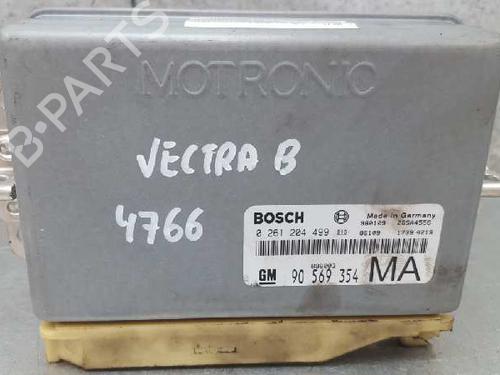 MOTRONIC
B-PARTS
VECTRA B
4766
BOSCH
Made in Germany
0 261 204 499
GM
90 569 354
MA